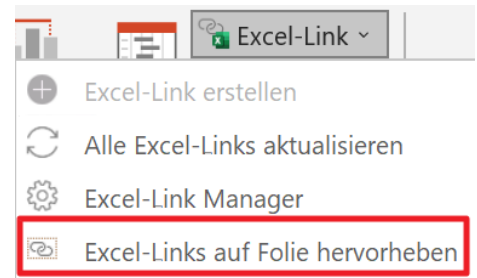 Excel-Link
Excel-Link erstellen
Alle Excel-Links aktualisieren
Excel-Link Manager
Excel-Links auf Folie hervorheben